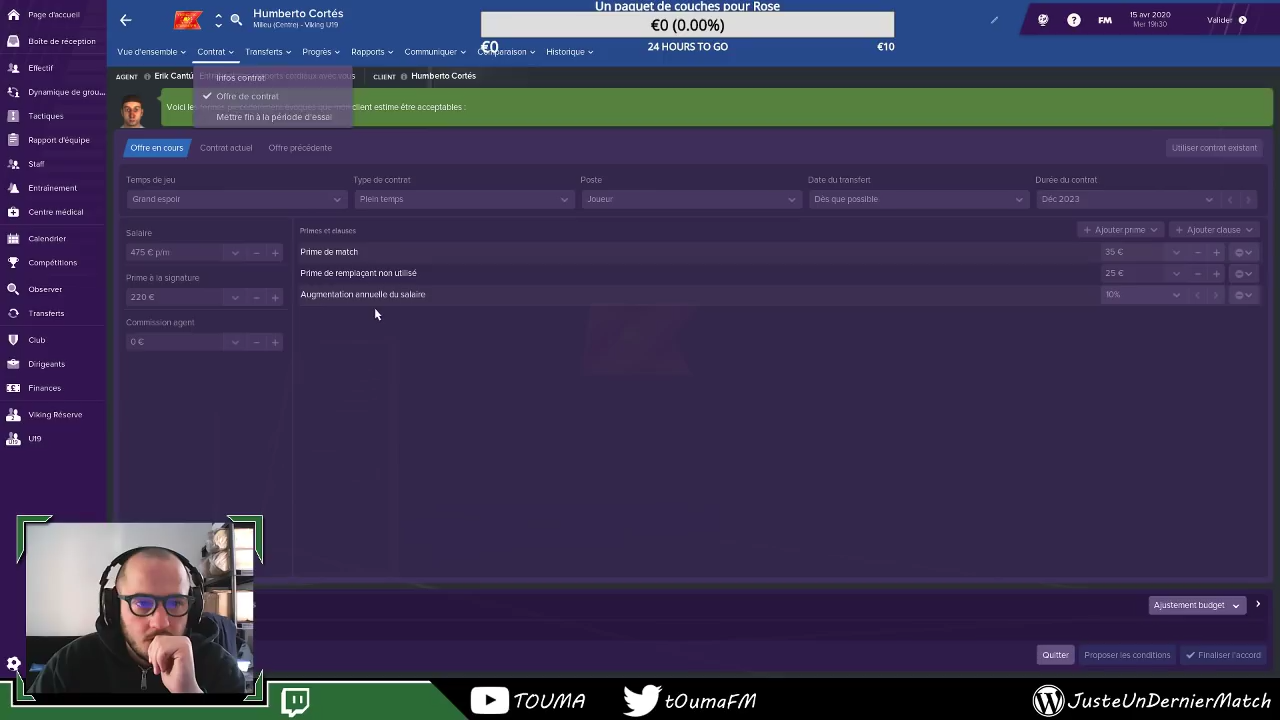 Un paquet de couches pour Rose
€0 (0.00%)
€0
24 HOURS TO GO
€10
Humberto Cortés
Milieu (Centre) - Viking U19
15 avr 2020
Mer 19h30
Valider
FM
Page d'accueil
Boîte de réception
Effectif
Dynamique de grou...
Tactiques
Rapport d'équipe
Staff
Entraînement
Centre médical
Calendrier
Compétitions
Observer
Transferts
Club
Dirigeants
Finances
Viking Réserve
U19
Vue d'ensemble
Contrat
Transferts
Progrès
Rapports
Communiquer
Comparaison
Historique
AGENT
Erik Cantú
CLIENT
Humberto Cortés
Infos contrat
Offre de contrat
Mettre fin à la période d'essai
Voici les
client estime être acceptables :
Offre en cours
Contrat actuel
Offre précédente
Utiliser contrat existant
Temps de jeu
Type de contrat
Poste
Date du transfert
Durée du contrat
Grand espoir
Plein temps
Joueur
Dès que possible
Déc 2023
Salaire
475 € p/m
Prime à la signature
220 €
Commission agent
0 €
Primes et clauses
Ajouter prime
Ajouter clause
Prime de match
35 €
Prime de remplaçant non utilisé
25 €
Augmentation annuelle du salaire
10%
Ajustement budget
Quitter
Proposer les conditions
Finaliser l'accord
TOUMA
tOumaFM
JusteUnDernierMatch